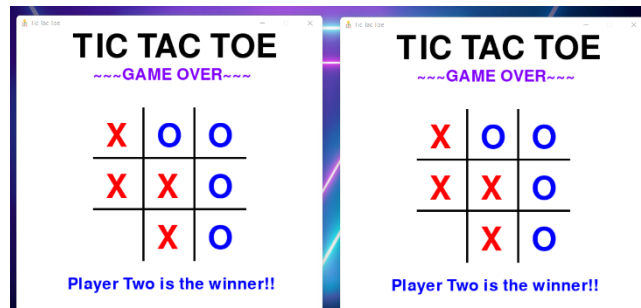 Tic Tac Toe
TIC TAC TOE
~~~GAME OVER~~~
X O O
X X O
X O
Player Two is the winner!!
Tic Tac Toe
TIC TAC TOE
~~~GAME OVER~~~
X O O
X X O
X O
Player Two is the winner!!